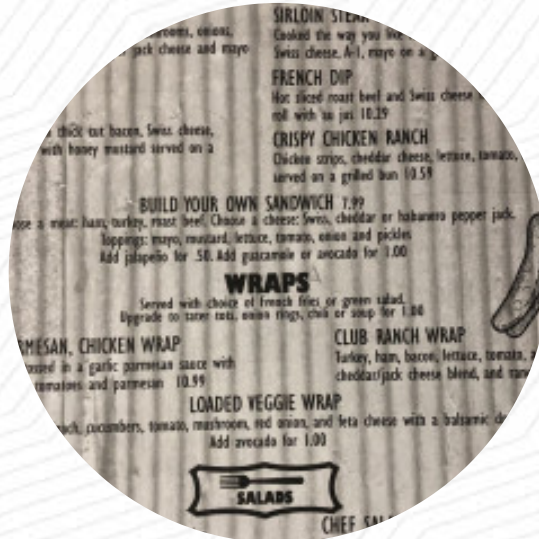 rooms, onions,
jack cheese and mayo
thick cut bacon, Swiss cheese,
with honey mustard served on a
SIRLOIN STEAK
Cooked the way you like
Swiss cheese, A-1, mayo on a
FRENCH DIP
Hot sliced roast beef and Swiss cheese
roll with au jus 10.29
CRISPY CHICKEN RANCH
Chicken strips, cheddar cheese, lettuce, tomato,
served on a grilled bun 10.59
BUILD YOUR OWN SANDWICH 7.99
ose a meat: ham, turkey, roast beef. Choose a cheese: Swiss, cheddar or habanero pepper jack.
Toppings: mayo, mustard, lettuce, tomato, onion and pickles
Add jalapeño for .50. Add guacamole or avocado for 1.00
WRAPS
Served with choice of french fries or green salad.
Upgrade to tater tots, onion rings, chili or soup for 1.00
MESAN, CHICKEN WRAP
ossed in a garlic parmesan sauce with
tomatoes and parmesan 10.99
CLUB RANCH WRAP
Turkey, ham, bacon, lettuce, tomato,
cheddar/jack cheese blend, and
LOADED VEGGIE WRAP
ach, cucumbers, tomato, mushroom, red onion, and feta cheese with a balsamic
Add avocado for 1.00
SALADS
CHEF